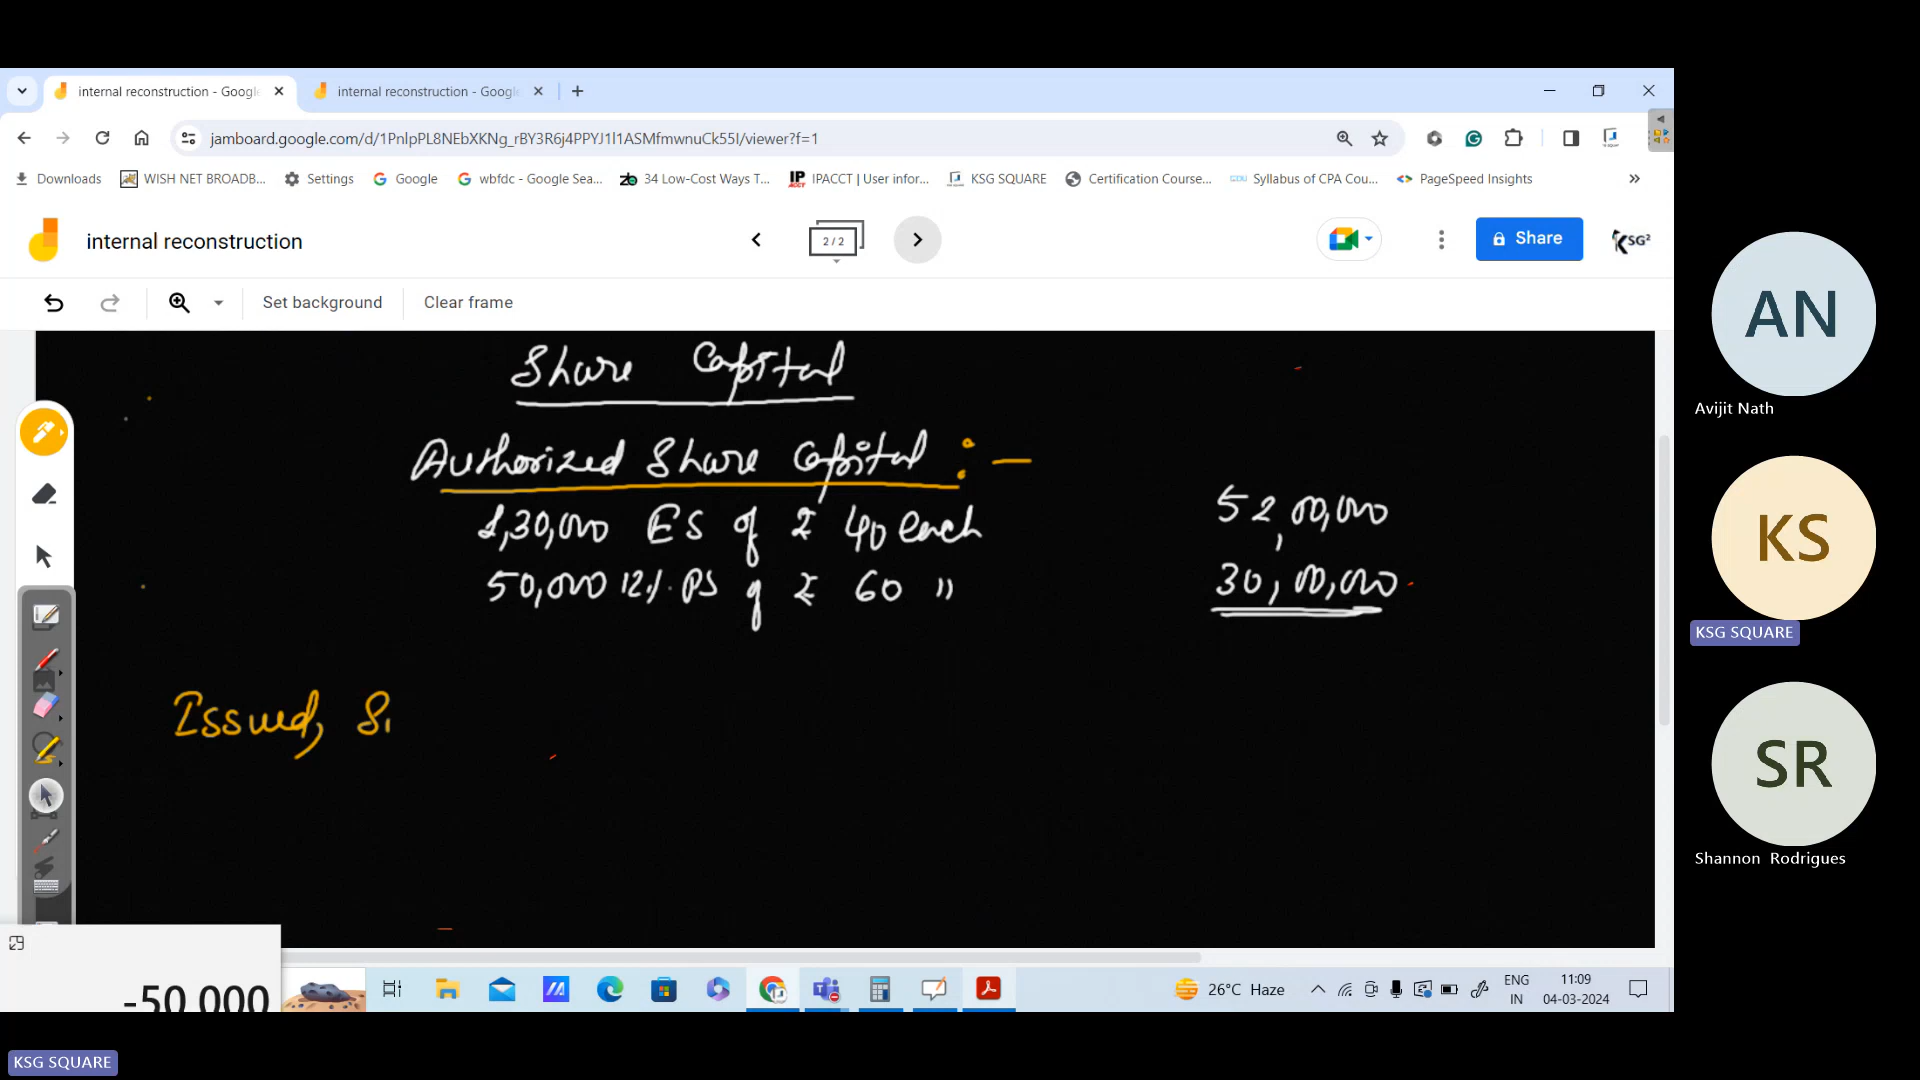 internal reconstruction - Google
internal reconstruction - Googl
jamboard.google.com/d/1PnlpPL8NEbXKNg_rBY3R6j4PPYJ1l1ASMfmwnuCk55I/viewer?f=1
Downloads WISH NET BROADB... Settings Google wbfdc - Google Sea... 34 Low-Cost Ways T... IPACCT | User infor... KSG SQUARE Certification Course... Syllabus of CPA Cou... PageSpeed Insights
internal reconstruction
2 / 2
Share
KSG²
Set background Clear frame
Share Capital
Authorized Share Capital :-
1,30,000 ES of ₹ 40 each 52,00,000
50,000 12% PS of ₹ 60 " 30,00,000
Issued, S
-50,000
26°C Haze
ENG
IN
11:09
04-03-2024
AN
Avijit Nath
KS
KSG SQUARE
SR
Shannon Rodrigues
KSG SQUARE